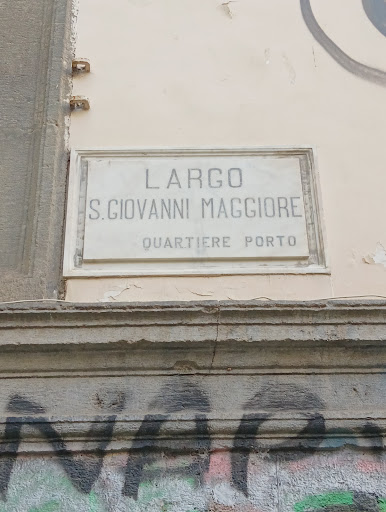 LARGO
S. GIOVANNI MAGGIORE
QUARTIERE PORTO